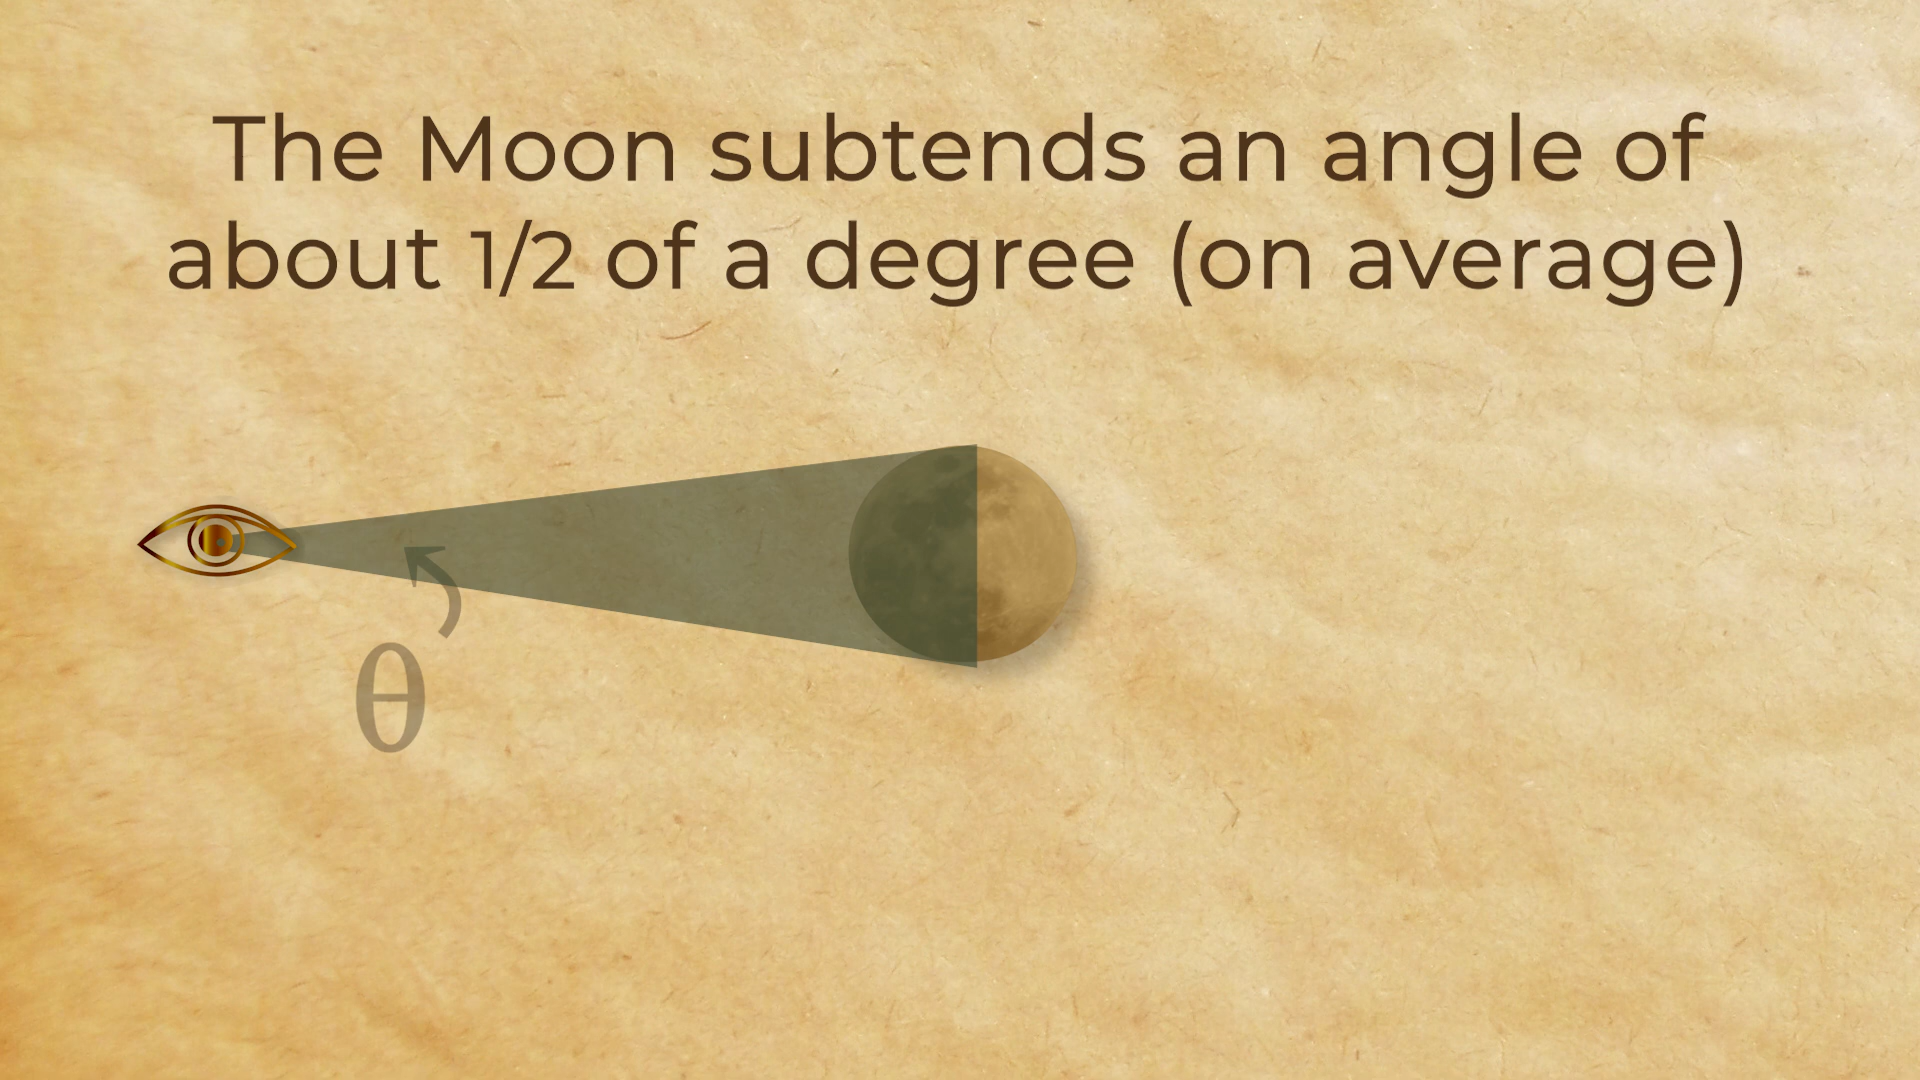 The Moon subtends an angle of
about 1/2 of a degree (on average)
θ